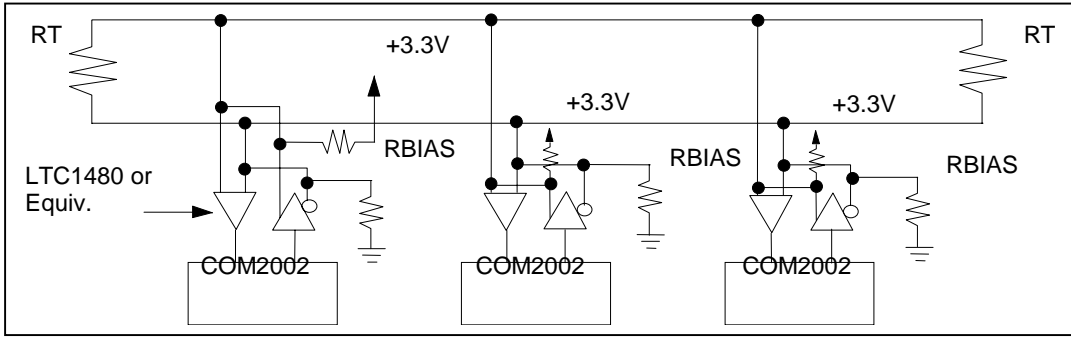 RT
+3.3V
RT
+3.3V
+3.3V
RBIAS
RBIAS
RBIAS
LTC1480 or
Equiv.
COM2002
COM2002
COM2002